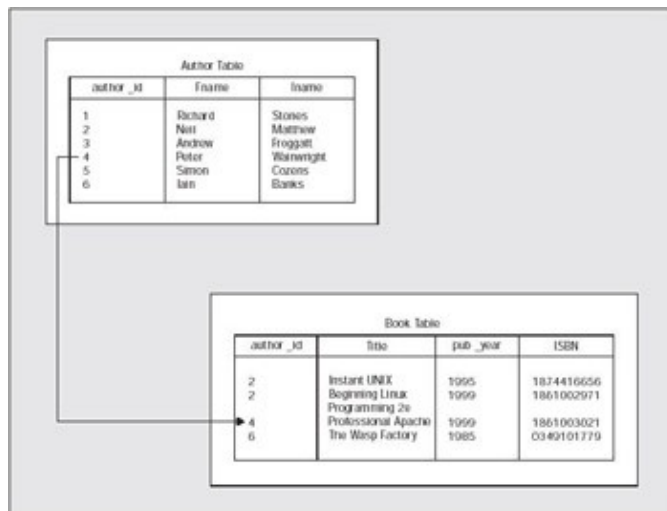 Author Table
author_id Fname lname
1 Richard Stones
2 Neil Matthew
3 Andrew Froggatt
4 Peter Wainwright
5 Simon Cozens
6 Iain Banks
Book Table
author_id Title pub_year ISBN
2 Instant UNIX 1995 1874416656
2 Beginning Linux 1999 1861002971
Programming 2e
4 Professional Apache 1999 1861003021
6 The Wasp Factory 1985 0349101779